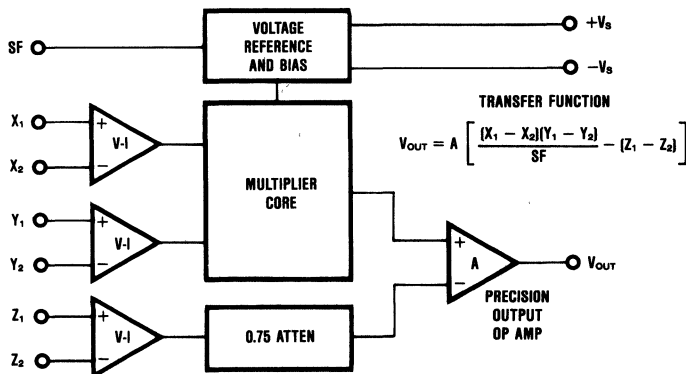 SF
VOLTAGE
REFERENCE
AND BIAS
+Vs
−Vs
TRANSFER FUNCTION
VOUT = A [ (X1 − X2)(Y1 − Y2) / SF − (Z1 − Z2) ]
X1
+
V-I
X2
−
MULTIPLIER
CORE
Y1
+
V-I
Y2
−
+
A
−
VOUT
PRECISION
OUTPUT
OP AMP
Z1
+
V-I
Z2
−
0.75 ATTEN